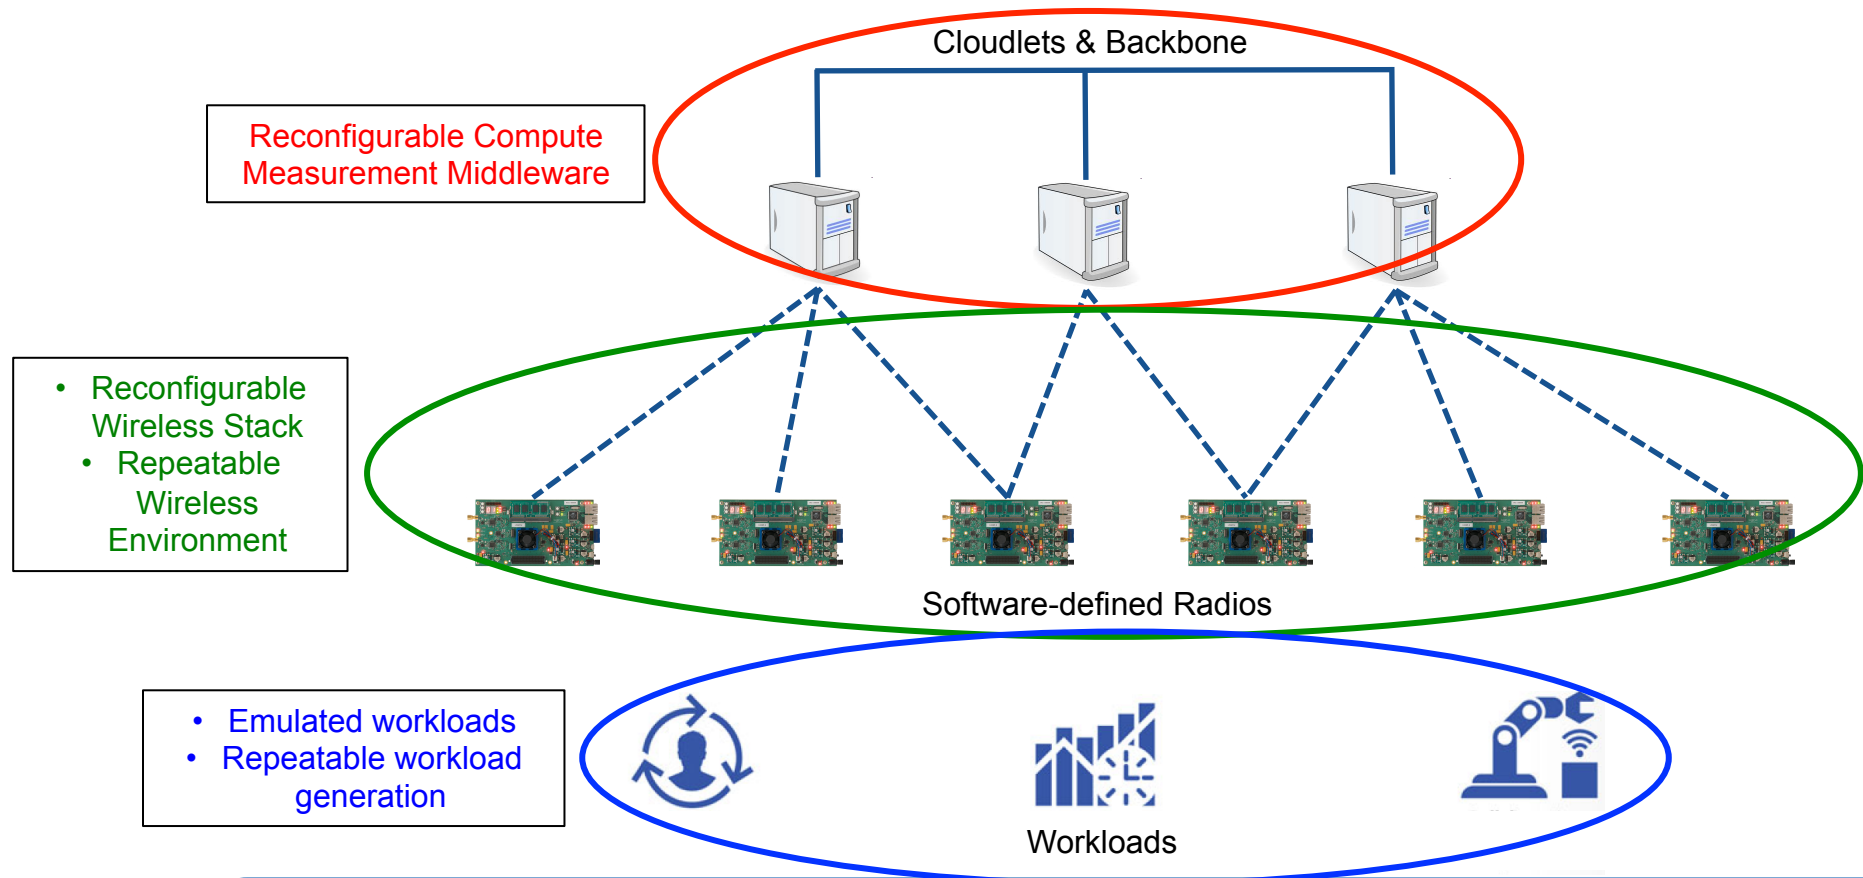 Cloudlets & Backbone
Reconfigurable Compute
Measurement Middleware
• Reconfigurable
Wireless Stack
• Repeatable
Wireless
Environment
Software-defined Radios
• Emulated workloads
• Repeatable workload
generation
Workloads